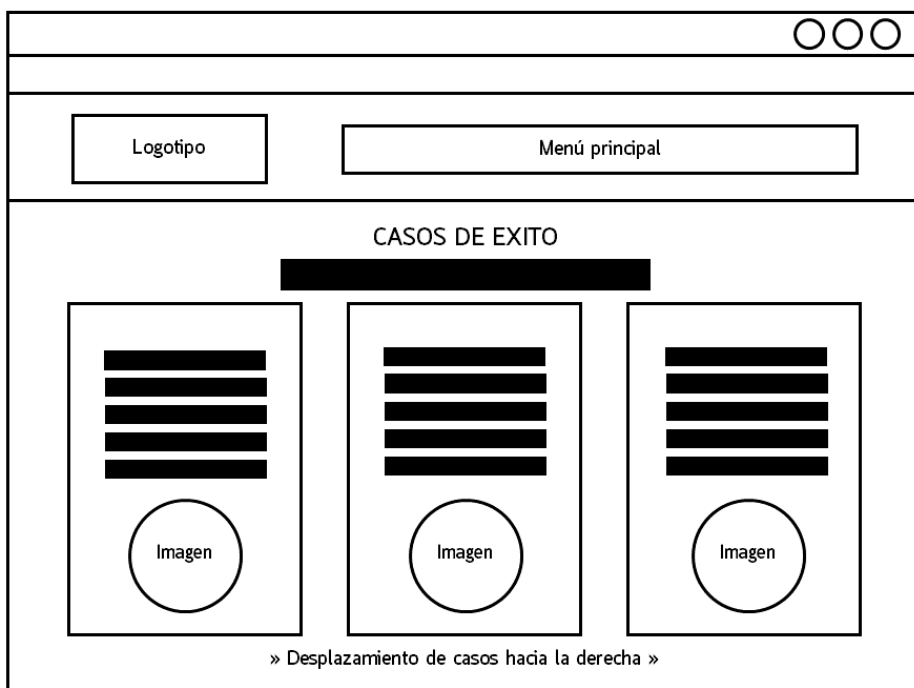 Logotipo
Menú principal
CASOS DE EXITO
Imagen
Imagen
Imagen
» Desplazamiento de casos hacia la derecha »